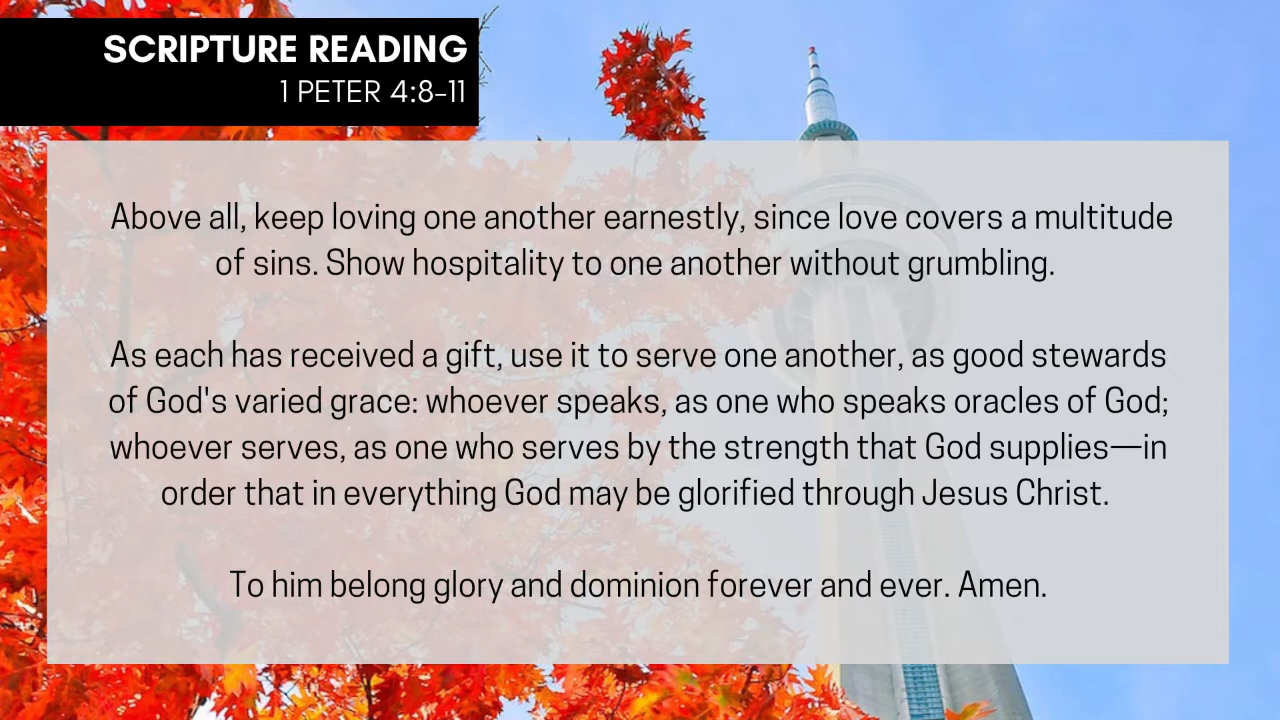 SCRIPTURE READING
1 PETER 4:8-11
Above all, keep loving one another earnestly, since love covers a multitude
of sins. Show hospitality to one another without grumbling.
As each has received a gift, use it to serve one another, as good stewards
of God's varied grace: whoever speaks, as one who speaks oracles of God;
whoever serves, as one who serves by the strength that God supplies—in
order that in everything God may be glorified through Jesus Christ.
To him belong glory and dominion forever and ever. Amen.